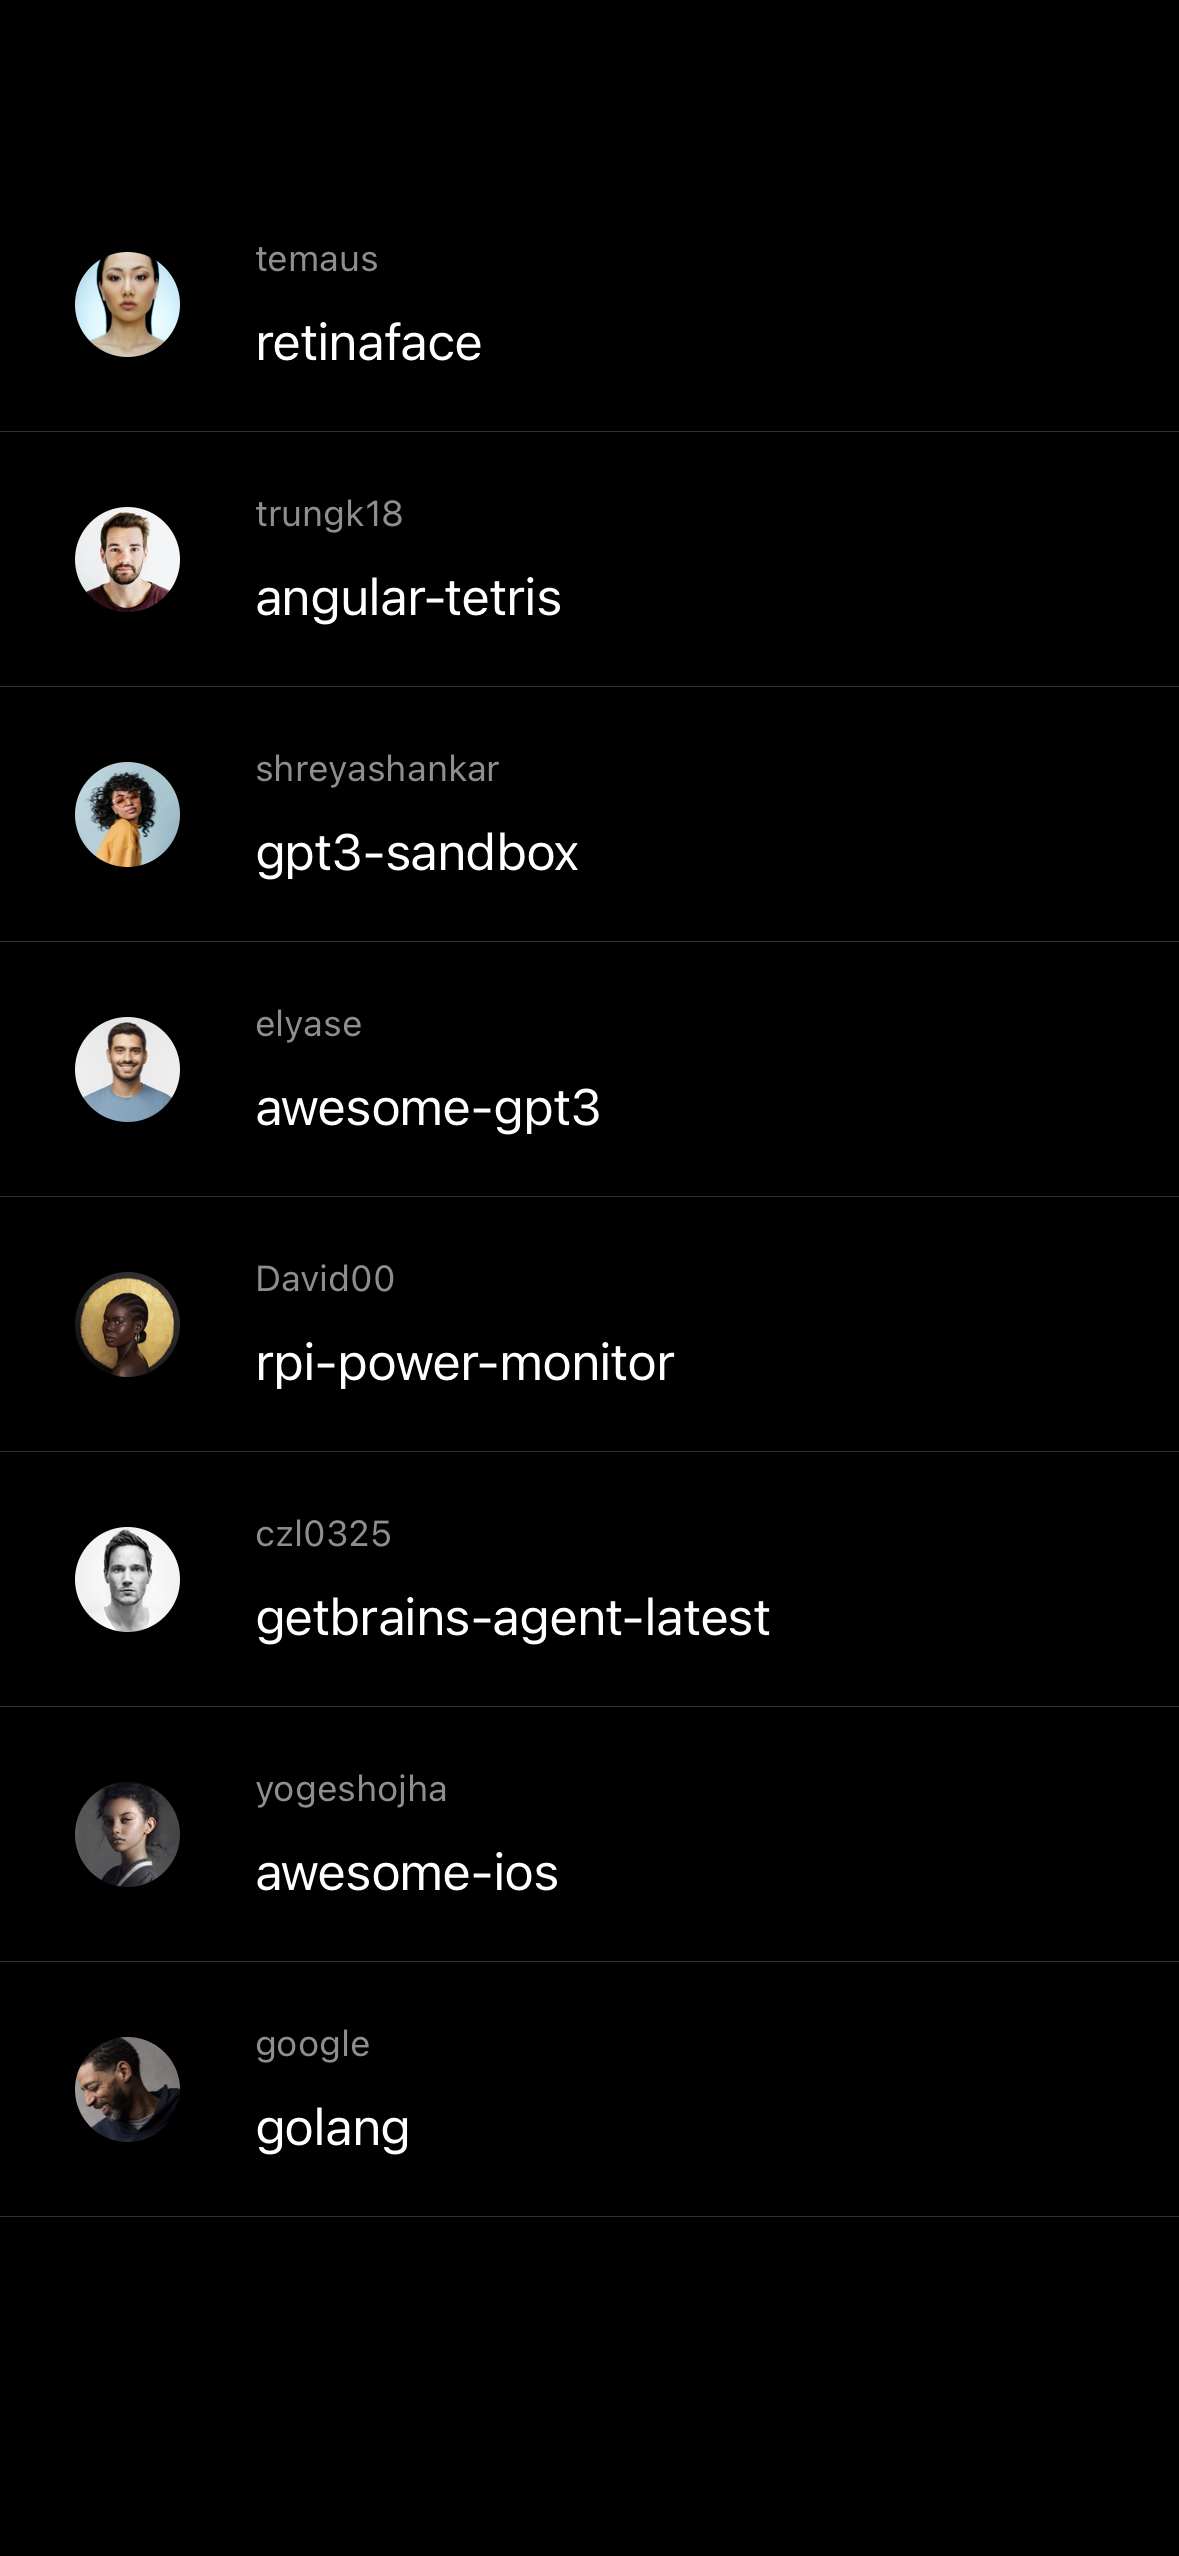 temaus
retinaface
trungk18
angular-tetris
shreyashankar
gpt3-sandbox
elyase
awesome-gpt3
David00
rpi-power-monitor
czl0325
getbrains-agent-latest
yogeshojha
awesome-ios
google
golang